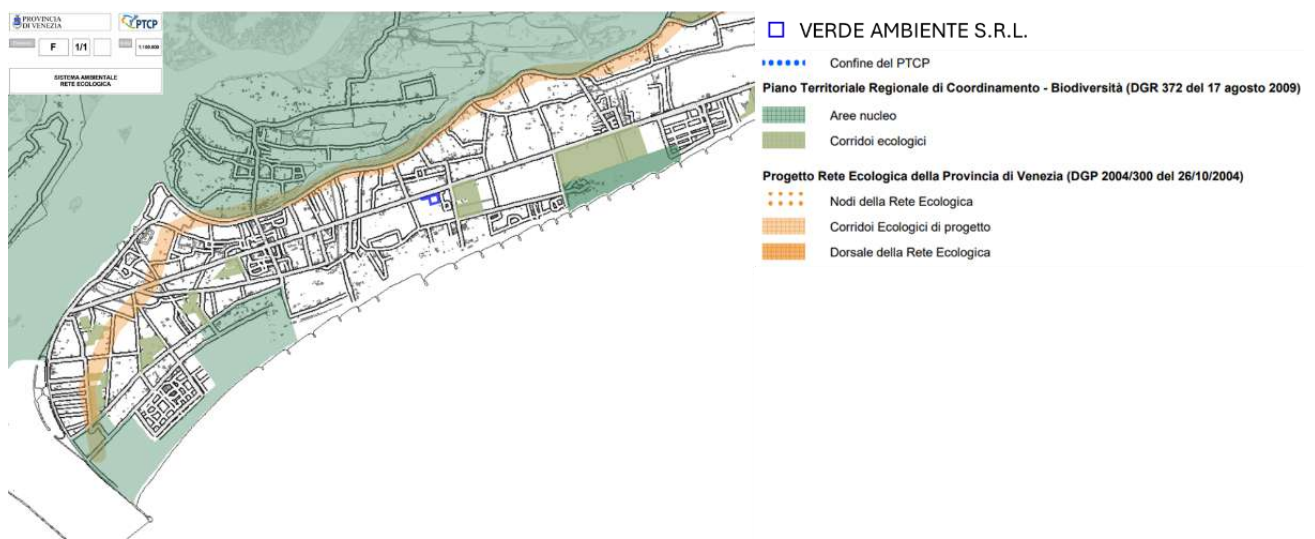 PROVINCIA
DI VENEZIA
PTCP
F 1/1
SISTEMA AMBIENTALE
RETE ECOLOGICA
VERDE AMBIENTE S.R.L.
Confine del PTCP
Piano Territoriale Regionale di Coordinamento - Biodiversità (DGR 372 del 17 agosto 2009)
Aree nucleo
Corridoi ecologici
Progetto Rete Ecologica della Provincia di Venezia (DGP 2004/300 del 26/10/2004)
Nodi della Rete Ecologica
Corridoi Ecologici di progetto
Dorsale della Rete Ecologica